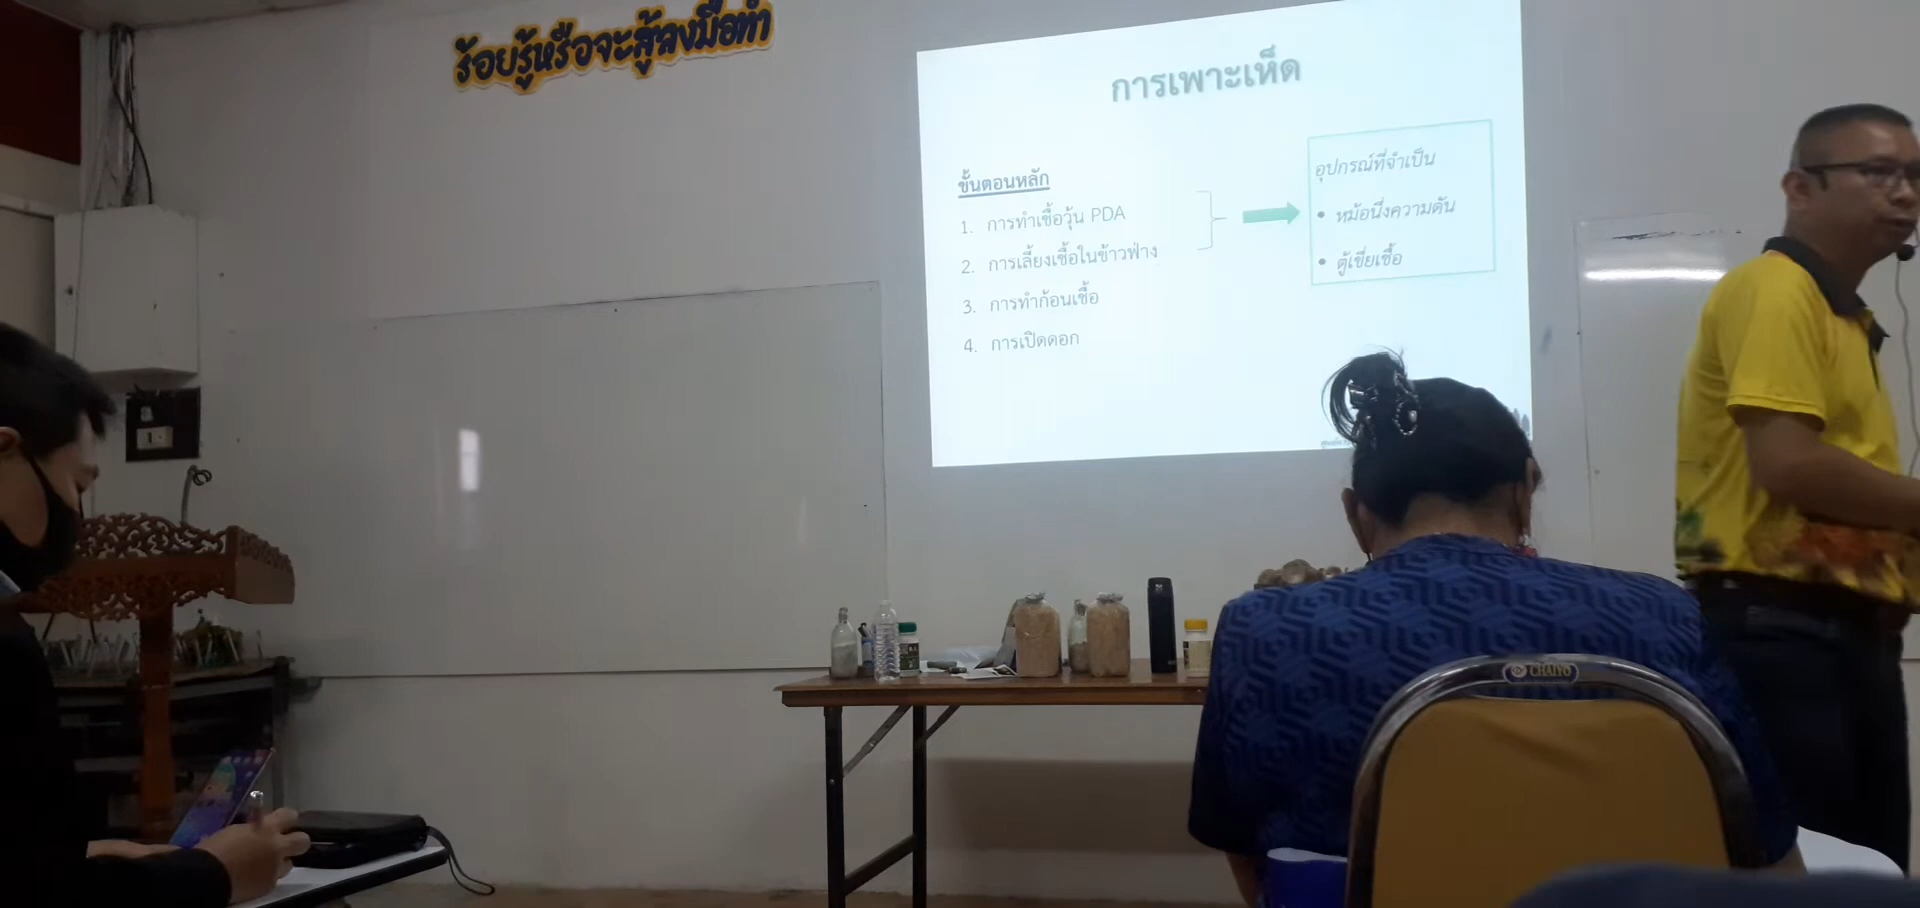 ร้อยรู้หรือจะสู้ลงมือทำ
การเพาะเห็ด
ขั้นตอนหลัก
1. การทำเชื้อวุ้น PDA
2. การเลี้ยงเชื้อในข้าวฟ่าง
3. การทำก้อนเชื้อ
4. การเปิดดอก
อุปกรณ์ที่จำเป็น
• หม้อนึ่งความดัน
• ตู้เขี่ยเชื้อ
CHAIYO